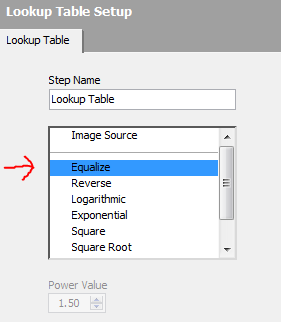 Lookup Table Setup
Lookup Table
Step Name
Lookup Table
Image Source
Equalize
Reverse
Logarithmic
Exponential
Square
Square Root
Power Value
1.50